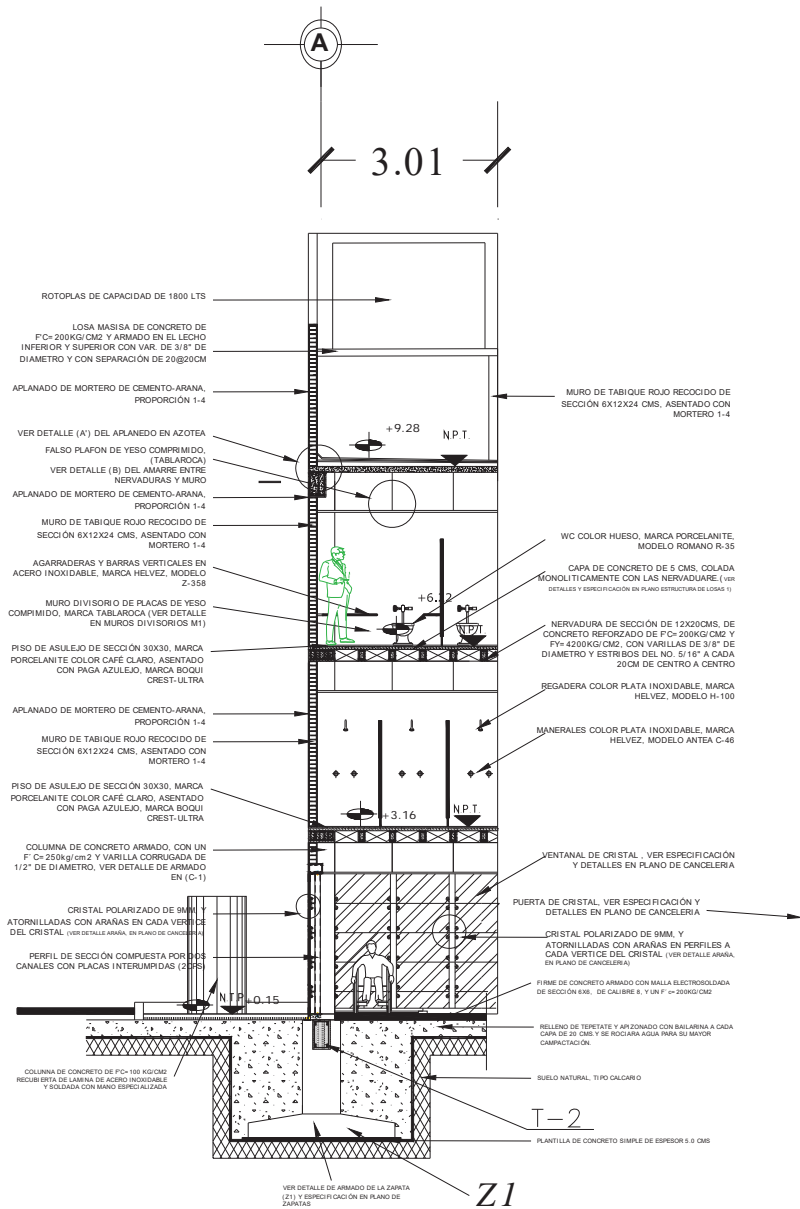 A
3.01
ROTOPLAS DE CAPACIDAD DE 1800 LTS
LOSA MASISA DE CONCRETO DE
F'C= 200KG/CM2 Y ARMADO EN EL LECHO
INFERIOR Y SUPERIOR CON VAR. DE 3/8" DE
DIAMETRO Y CON SEPARACIÓN DE 20@20CM
APLANADO DE MORTERO DE CEMENTO-ARANA,
PROPORCIÓN 1-4
VER DETALLE (A') DEL APLANEDO EN AZOTEA
FALSO PLAFON DE YESO COMPRIMIDO,
(TABLAROCA)
VER DETALLE (B) DEL AMARRE ENTRE
NERVADURAS Y MURO
APLANADO DE MORTERO DE CEMENTO-ARANA,
PROPORCIÓN 1-4
MURO DE TABIQUE ROJO RECOCIDO DE
SECCIÓN 6X12X24 CMS, ASENTADO CON
MORTERO 1-4
AGARRADERAS Y BARRAS VERTICALES EN
ACERO INOXIDABLE, MARCA HELVEZ, MODELO
Z-358
MURO DIVISORIO DE PLACAS DE YESO
COMPIMIDO, MARCA TABLAROCA (VER DETALLE
EN MUROS DIVISORIOS M1)
PISO DE ASULEJO DE SECCIÓN 30X30, MARCA
PORCELANITE COLOR CAFÉ CLARO, ASENTADO
CON PAGA AZULEJO, MARCA BOQUI
CREST-ULTRA
APLANADO DE MORTERO DE CEMENTO-ARANA,
PROPORCIÓN 1-4
MURO DE TABIQUE ROJO RECOCIDO DE
SECCIÓN 6X12X24 CMS, ASENTADO CON
MORTERO 1-4
PISO DE ASULEJO DE SECCIÓN 30X30, MARCA
PORCELANITE COLOR CAFÉ CLARO, ASENTADO
CON PAGA AZULEJO, MARCA BOQUI
CREST-ULTRA
COLUMNA DE CONCRETO ARMADO, CON UN
F' C=250kg/cm2 Y VARILLA CORRUGADA DE
1/2" DE DIAMETRO, VER DETALLE DE ARMADO
EN (C-1)
CRISTAL POLARIZADO DE 9MM, Y
ATORNILLADAS CON ARAÑAS EN CADA VERTICE
DEL CRISTAL (VER DETALLE ARAÑA, EN PLANO DE CANCELERIA)
PERFIL DE SECCIÓN COMPUESTA POR DOS
CANALES CON PLACAS INTERUMPIDAS (2CPS)
N.T.P
+0.15
COLUMNA DE CONCRETO DE F'C= 100 KG/CM2
RECUBIERTA DE LAMINA DE ACERO INOXIDABLE
Y SOLDADA CON MANO ESPECIALIZADA
+9.28
N.P.T.
+6.22
N.P.T.
+3.16
N.P.T.
MURO DE TABIQUE ROJO RECOCIDO DE
SECCIÓN 6X12X24 CMS, ASENTADO CON
MORTERO 1-4
WC COLOR HUESO, MARCA PORCELANITE,
MODELO ROMANO R-35
CAPA DE CONCRETO DE 5 CMS, COLADA
MONOLITICAMENTE CON LAS NERVADUARE.( VER
DETALLES Y ESPECIFICACIÓN EN PLANO ESTRUCTURA DE LOSAS 1)
NERVADURA DE SECCIÓN DE 12X20CMS, DE
CONCRETO REFORZADO DE F'C= 200KG/CM2 Y
FY= 4200KG/CM2, CON VARILLAS DE 3/8" DE
DIAMETRO Y ESTRIBOS DEL NO. 5/16" A CADA
20CM DE CENTRO A CENTRO
REGADERA COLOR PLATA INOXIDABLE, MARCA
HELVEZ, MODELO H-100
MANERALES COLOR PLATA INOXIDABLE, MARCA
HELVEZ, MODELO ANTEA C-46
VENTANAL DE CRISTAL , VER ESPECIFICACIÓN
Y DETALLES EN PLANO DE CANCELERIA
PUERTA DE CRISTAL, VER ESPECIFICACIÓN Y
DETALLES EN PLANO DE CANCELERIA
CRISTAL POLARIZADO DE 9MM, Y
ATORNILLADAS CON ARAÑAS EN PERFILES A
CADA VERTICE DEL CRISTAL (VER DETALLE ARAÑA,
EN PLANO DE CANCELERIA)
FIRME DE CONCRETO ARMADO CON MALLA ELECTROSOLDADA
DE SECCIÓN 6X6, DE CALIBRE 8, Y UN F' c= 200KG/CM2
RELLENO DE TEPETATE Y APIZONADO CON BAILARINA A CADA
CAPA DE 20 CMS.Y SE ROCIARA AGUA PARA SU MAYOR
CAMPACTACIÓN.
SUELO NATURAL, TIPO CALCARIO
T-2
PLANTILLA DE CONCRETO SIMPLE DE ESPESOR 5.0 CMS
VER DETALLE DE ARMADO DE LA ZAPATA
(Z1) Y ESPECIFICACIÓN EN PLANO DE
ZAPATAS
Z1